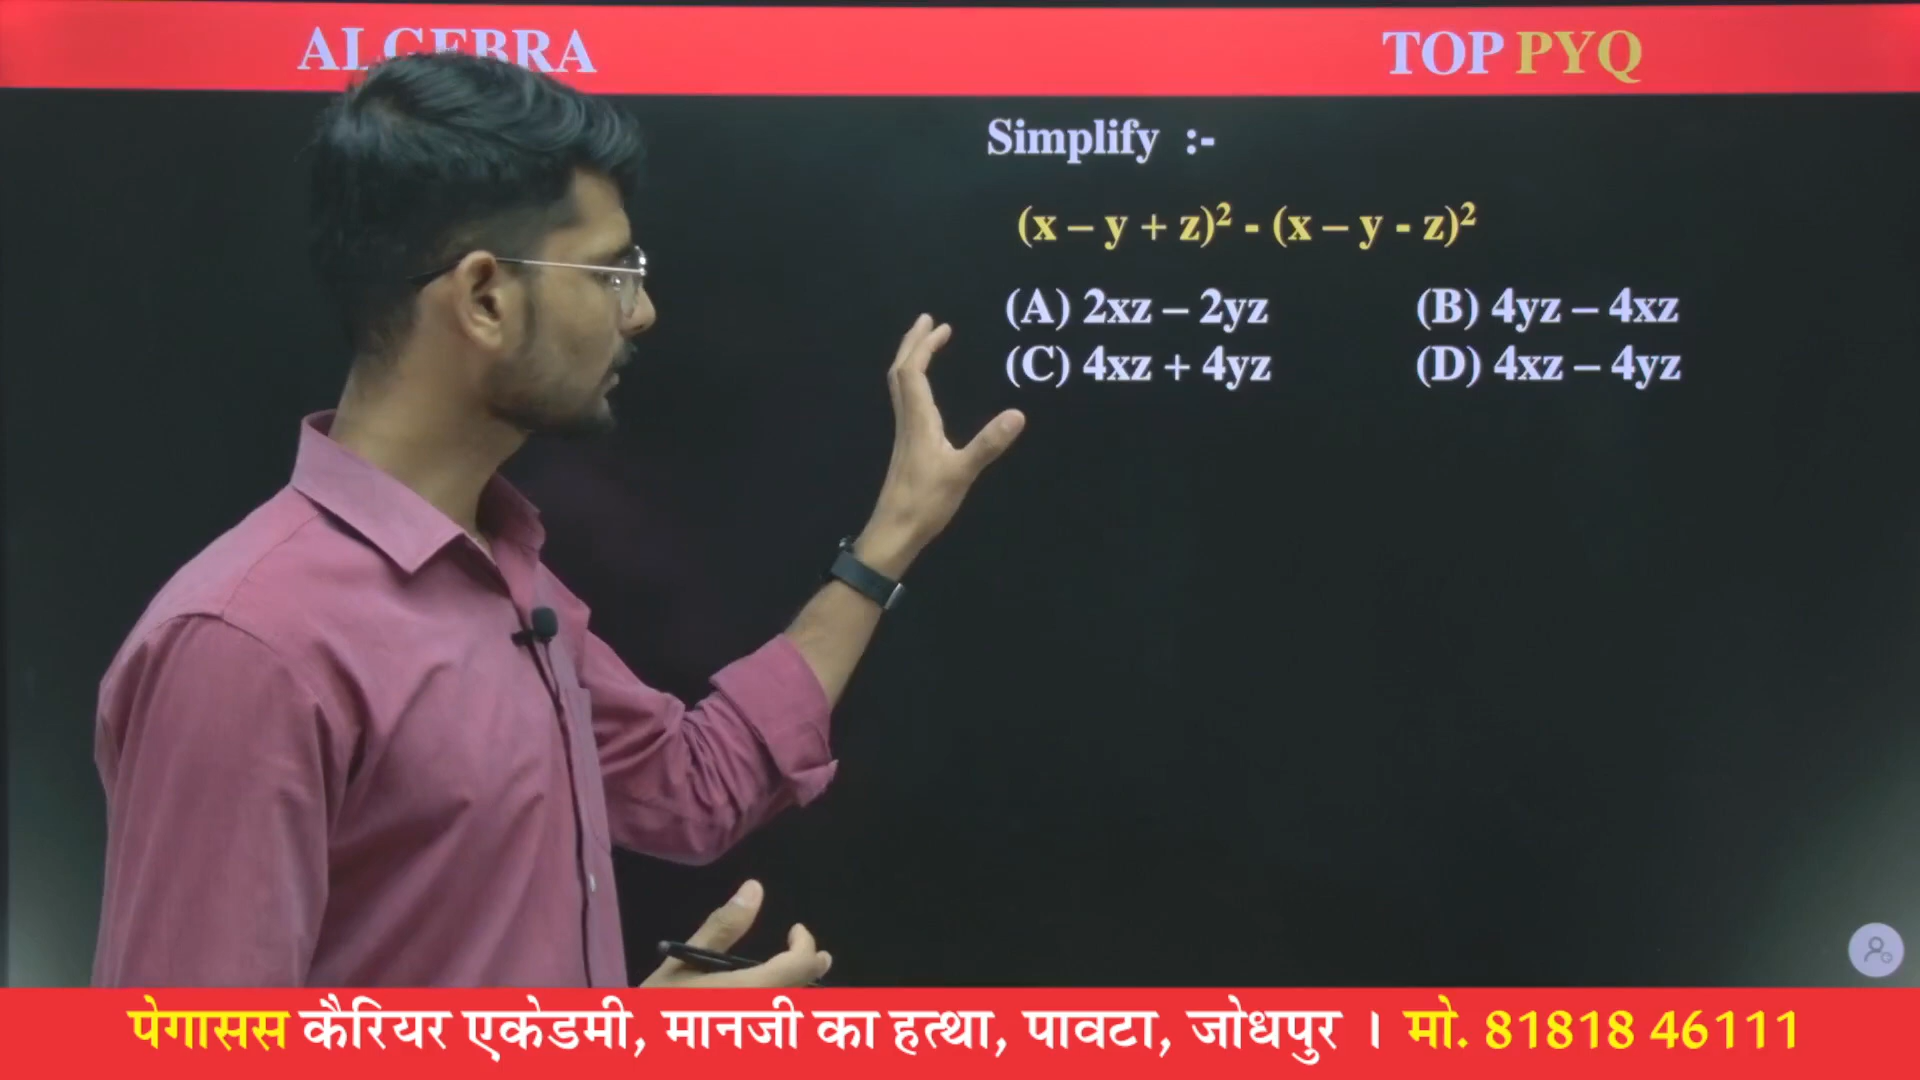 ALGEBRA
TOP PYQ
Simplify :-
(x – y + z)² - (x – y - z)²
(A) 2xz – 2yz (B) 4yz – 4xz
(C) 4xz + 4yz (D) 4xz – 4yz
पेगासस कैरियर एकेडमी, मानजी का हत्था, पावटा, जोधपुर । मो. 81818 46111